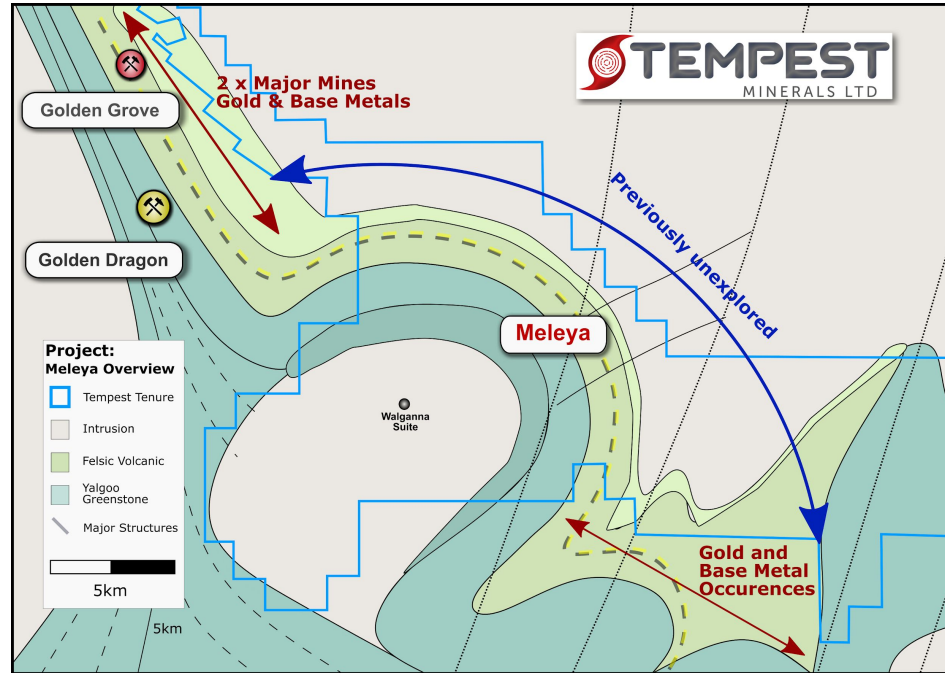 TEMPEST
MINERALS LTD
2 x Major Mines
Gold & Base Metals
Golden Grove
Golden Dragon
Previously unexplored
Meleya
Project:
Meleya Overview
Tempest Tenure
Intrusion
Felsic Volcanic
Yalgoo
Greenstone
Major Structures
5km
5km
Walganna
Suite
Gold and
Base Metal
Occurences